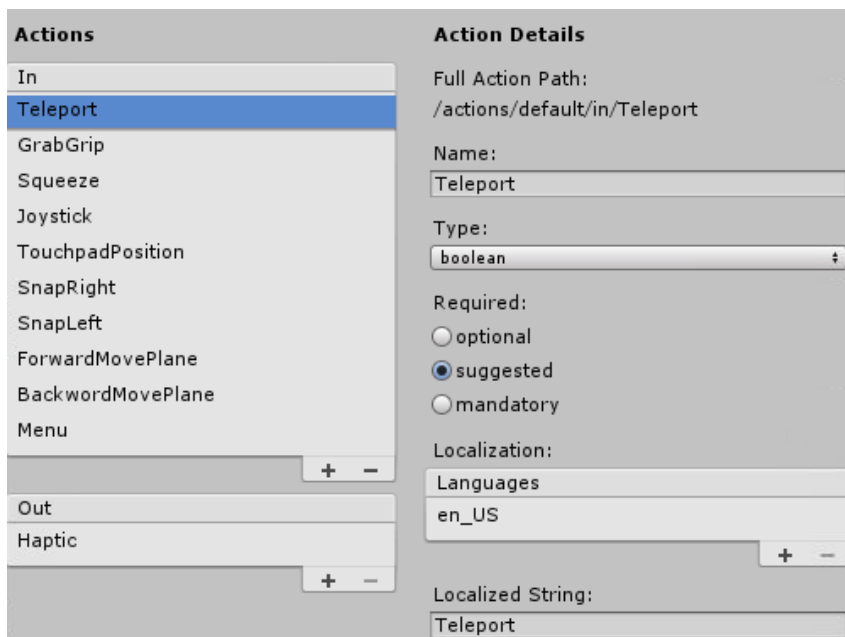 Actions
In
Teleport
GrabGrip
Squeeze
Joystick
TouchpadPosition
SnapRight
SnapLeft
ForwardMovePlane
BackwordMovePlane
Menu
+ −
Out
Haptic
+ −
Action Details
Full Action Path:
/actions/default/in/Teleport
Name:
Teleport
Type:
boolean
Required:
optional
suggested
mandatory
Localization:
Languages
en_US
+ −
Localized String:
Teleport